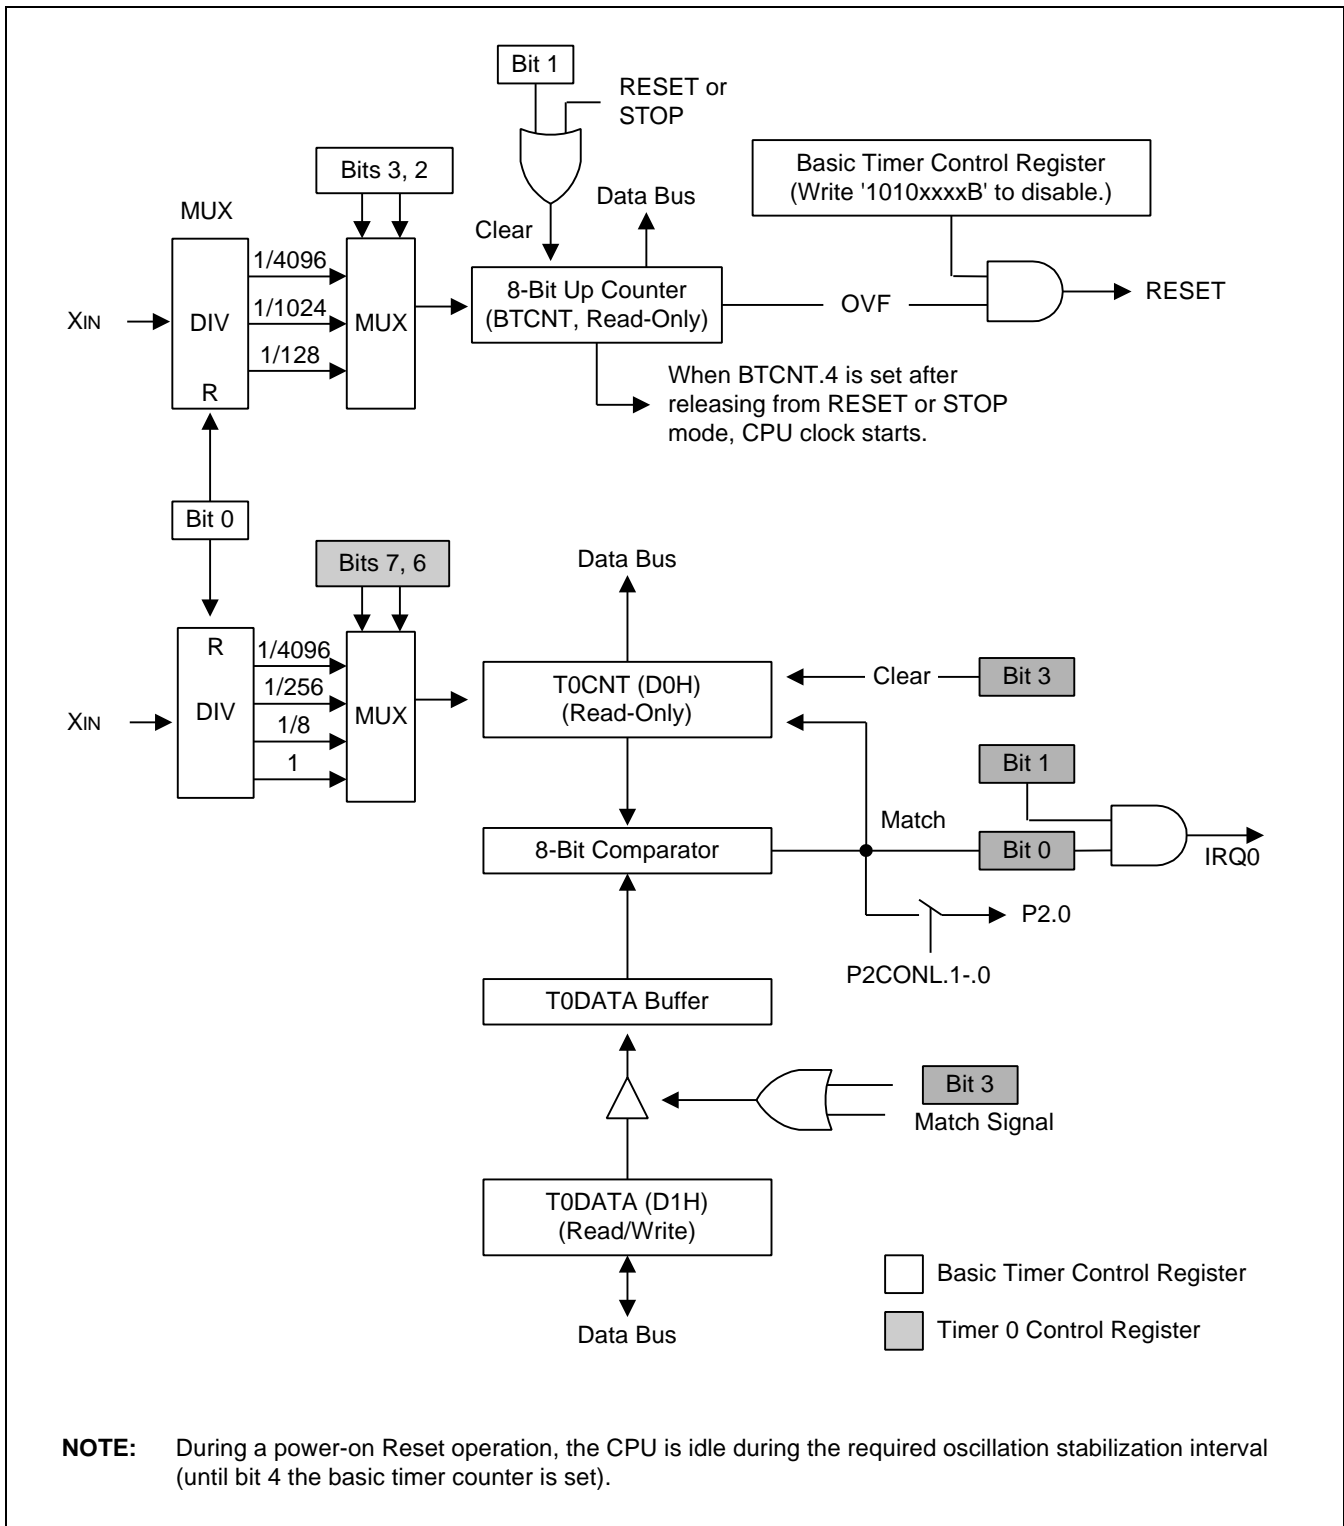 Bit 1
RESET or
STOP
Bits 3, 2
Basic Timer Control Register
(Write '1010xxxxB' to disable.)
MUX
Data Bus
Clear
1/4096
1/1024
1/128
XIN
DIV
R
MUX
8-Bit Up Counter
(BTCNT, Read-Only)
OVF
RESET
When BTCNT.4 is set after
releasing from RESET or STOP
mode, CPU clock starts.
Bit 0
Bits 7, 6
Data Bus
R
1/4096
1/256
1/8
1
XIN
DIV
MUX
T0CNT (D0H)
(Read-Only)
Clear
Bit 3
Bit 1
Match
8-Bit Comparator
Bit 0
IRQ0
P2.0
P2CONL.1-.0
T0DATA Buffer
Bit 3
Match Signal
T0DATA (D1H)
(Read/Write)
Data Bus
Basic Timer Control Register
Timer 0 Control Register
NOTE: During a power-on Reset operation, the CPU is idle during the required oscillation stabilization interval
(until bit 4 the basic timer counter is set).